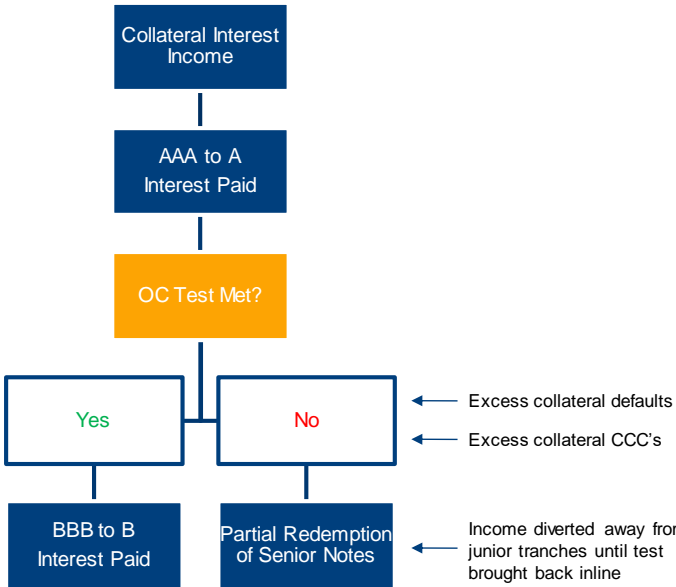 Collateral Interest
Income
AAA to A
Interest Paid
OC Test Met?
Yes
No
Excess collateral defaults
Excess collateral CCC's
BBB to B
Interest Paid
Partial Redemption
of Senior Notes
Income diverted away from
junior tranches until test
brought back inline